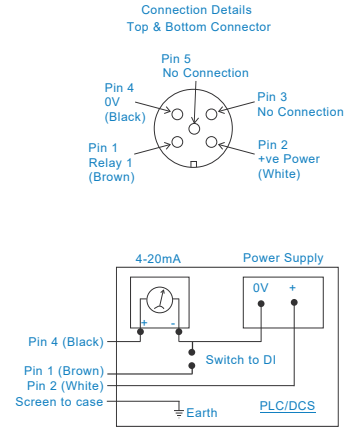 Connection Details
Top & Bottom Connector
Pin 5
No Connection
Pin 4
0V
(Black)
Pin 3
No Connection
Pin 1
Relay 1
(Brown)
Pin 2
+ve Power
(White)
4-20mA
Power Supply
0V +
+ -
Pin 4 (Black)
Switch to DI
Pin 1 (Brown)
Pin 2 (White)
Screen to case
Earth
PLC/DCS